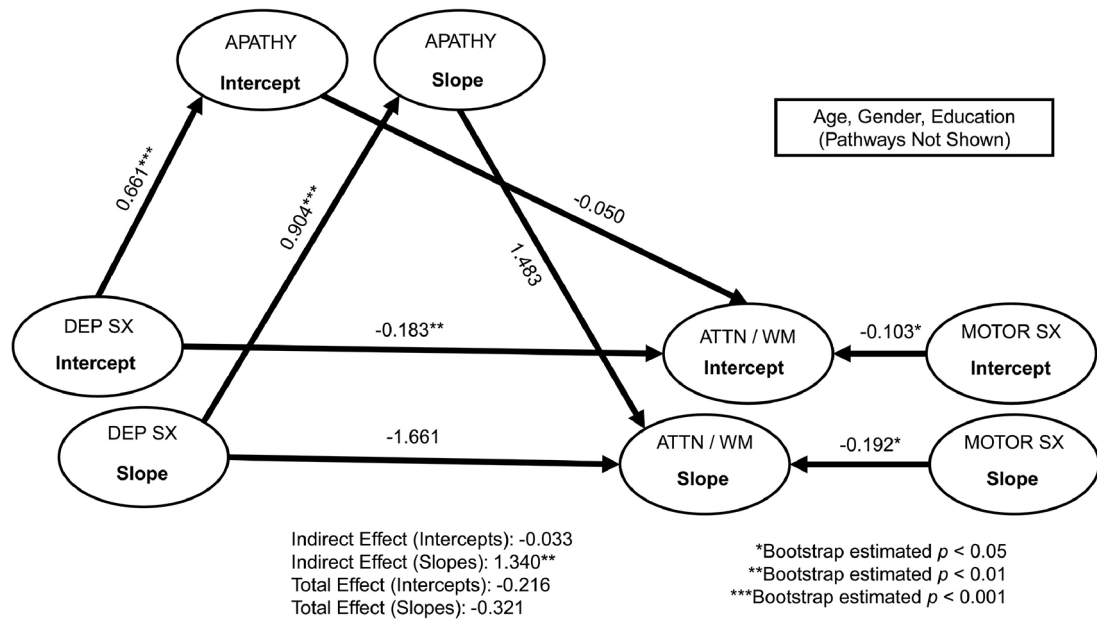 APATHY
Intercept
APATHY
Slope
Age, Gender, Education
(Pathways Not Shown)
0.661***
0.904***
-0.050
1.483
DEP SX
Intercept
-0.183**
ATTN / WM
Intercept
-0.103*
MOTOR SX
Intercept
DEP SX
Slope
-1.661
ATTN / WM
Slope
-0.192*
MOTOR SX
Slope
Indirect Effect (Intercepts): -0.033
Indirect Effect (Slopes): 1.340**
Total Effect (Intercepts): -0.216
Total Effect (Slopes): -0.321
*Bootstrap estimated p < 0.05
**Bootstrap estimated p < 0.01
***Bootstrap estimated p < 0.001